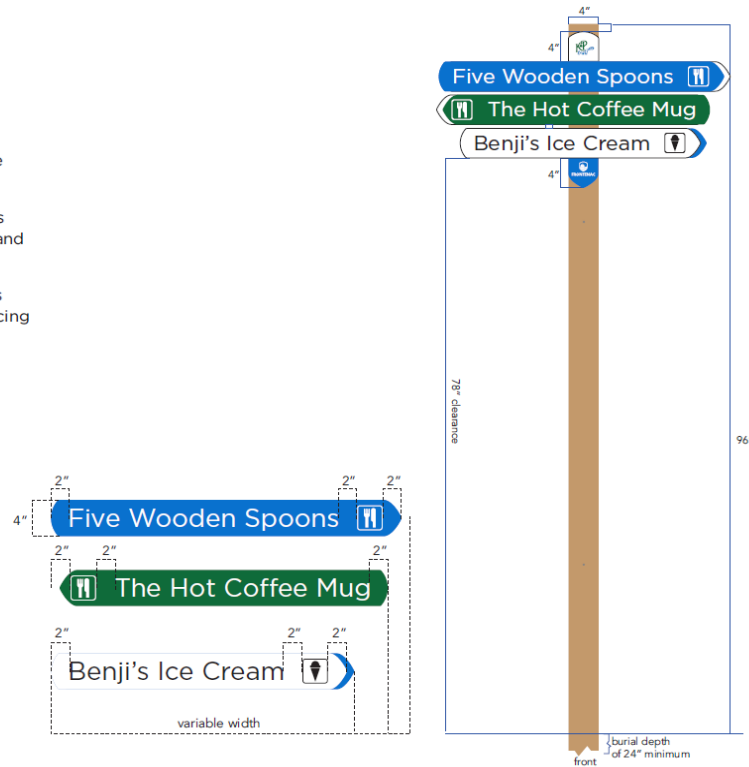 e
s
and
s
cing
4"
4"
Five Wooden Spoons
The Hot Coffee Mug
Benji's Ice Cream
4"
FRONTENAC
78" clearance
96
burial depth
of 24" minimum
front
2" 2" 2"
4"
Five Wooden Spoons
2" 2" 2"
The Hot Coffee Mug
2" 2" 2"
Benji's Ice Cream
variable width